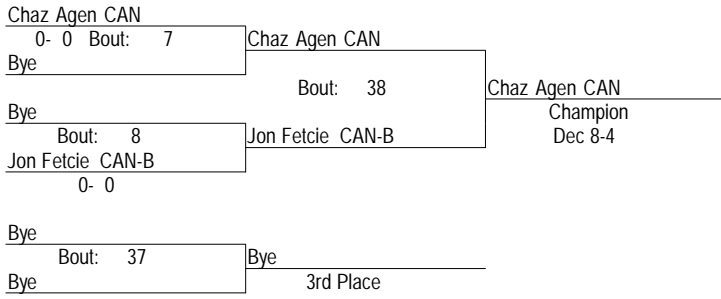 Chaz Agen CAN
0- 0 Bout: 7
Bye
Chaz Agen CAN
Bout: 38
Bye
Bout: 8
Jon Fetcie CAN-B
0- 0
Jon Fetcie CAN-B
Chaz Agen CAN
Champion
Dec 8-4
Bye
Bout: 37
Bye
Bye
3rd Place